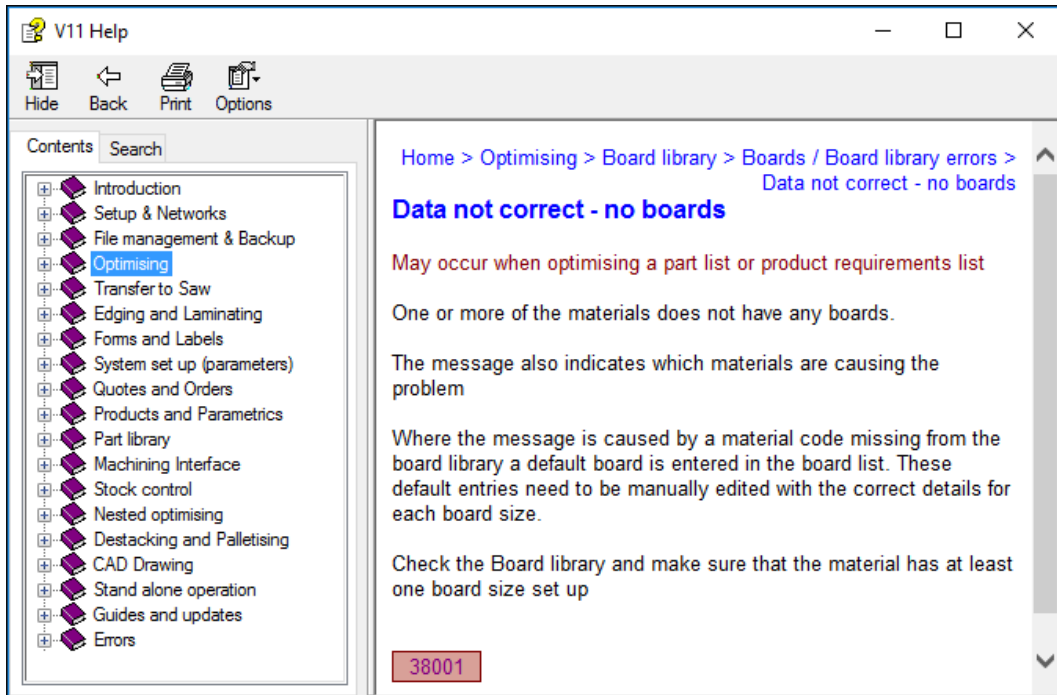 V11 Help
Hide Back Print Options
Contents Search
Introduction
Setup & Networks
File management & Backup
Optimising
Transfer to Saw
Edging and Laminating
Forms and Labels
System set up (parameters)
Quotes and Orders
Products and Parametrics
Part library
Machining Interface
Stock control
Nested optimising
Destacking and Palletising
CAD Drawing
Stand alone operation
Guides and updates
Errors
Home > Optimising > Board library > Boards / Board library errors >
Data not correct - no boards
Data not correct - no boards
May occur when optimising a part list or product requirements list
One or more of the materials does not have any boards.
The message also indicates which materials are causing the
problem
Where the message is caused by a material code missing from the
board library a default board is entered in the board list. These
default entries need to be manually edited with the correct details for
each board size.
Check the Board library and make sure that the material has at least
one board size set up
38001